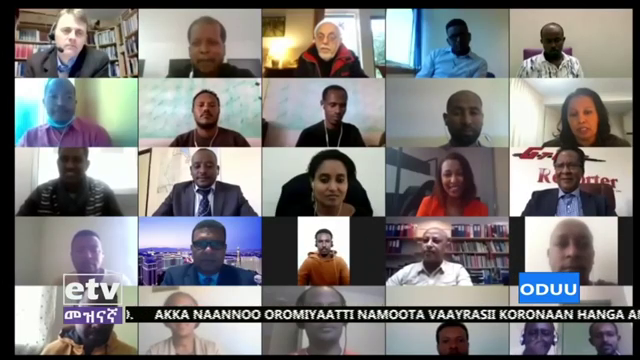 Reporter
etv
መዝናኛ
ODUU
AKKA NAANNOO OROMIYAATTI NAMOOTA VAAYRASII KORONAAN HANGA